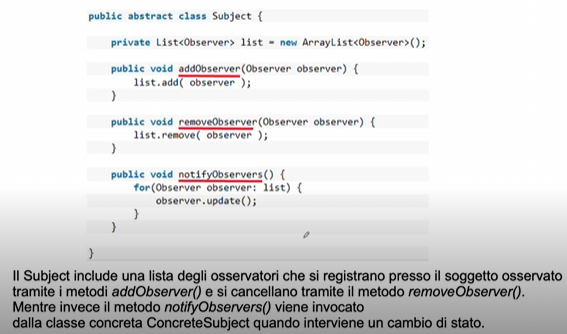 public abstract class Subject {
private List<Observer> list = new ArrayList<Observer>();
public void addObserver(Observer observer) {
list.add( observer );
}
public void removeObserver(Observer observer) {
list.remove( observer );
}
public void notifyObservers() {
for(Observer observer: list) {
observer.update();
}
}
}
Il Subject include una lista degli osservatori che si registrano presso il soggetto osservato
tramite i metodi addObserver() e si cancellano tramite il metodo removeObserver().
Mentre invece il metodo notifyObservers() viene invocato
dalla classe concreta ConcreteSubject quando interviene un cambio di stato.